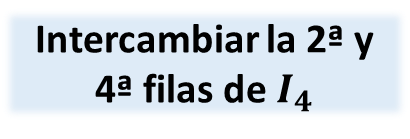 Intercambiar la 2ª y
4ª filas de I₄